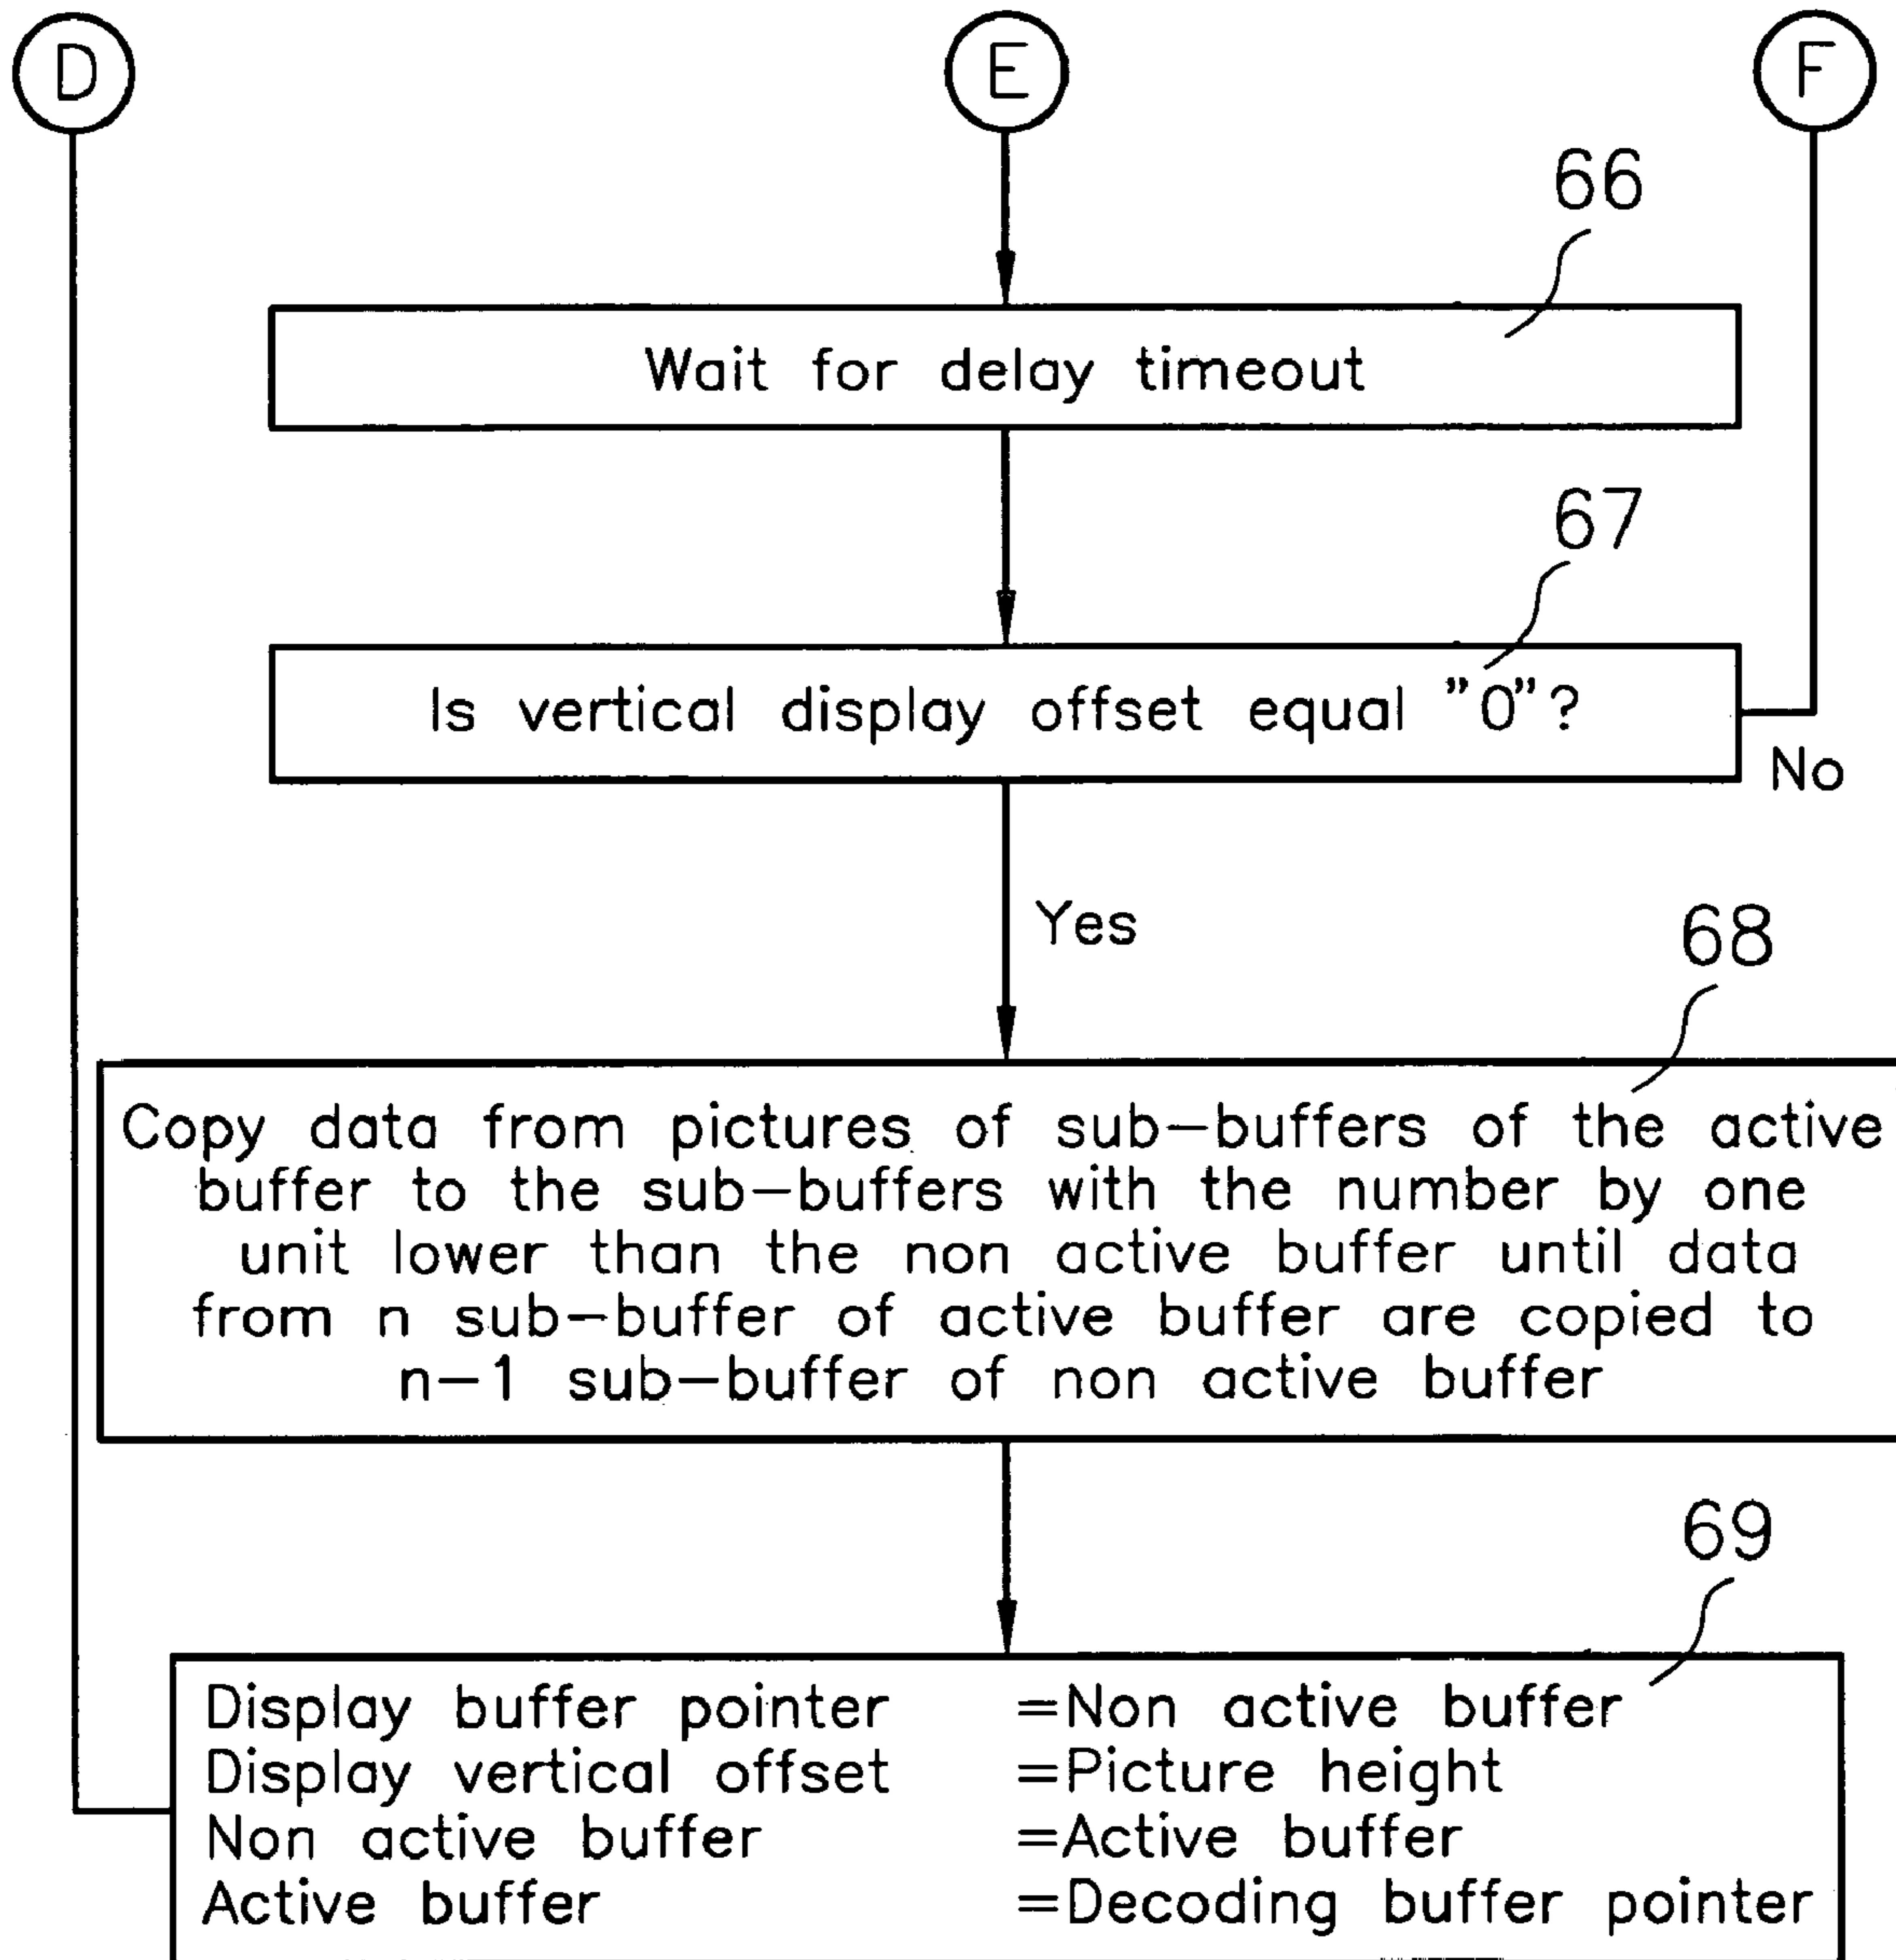 D
E
F
66
Wait for delay timeout
67
Is vertical display offset equal "0"?
No
Yes
68
Copy data from pictures of sub-buffers of the active
buffer to the sub-buffers with the number by one
unit lower than the non active buffer until data
from n sub-buffer of active buffer are copied to
n-1 sub-buffer of non active buffer
69
Display buffer pointer =Non active buffer
Display vertical offset =Picture height
Non active buffer =Active buffer
Active buffer =Decoding buffer pointer